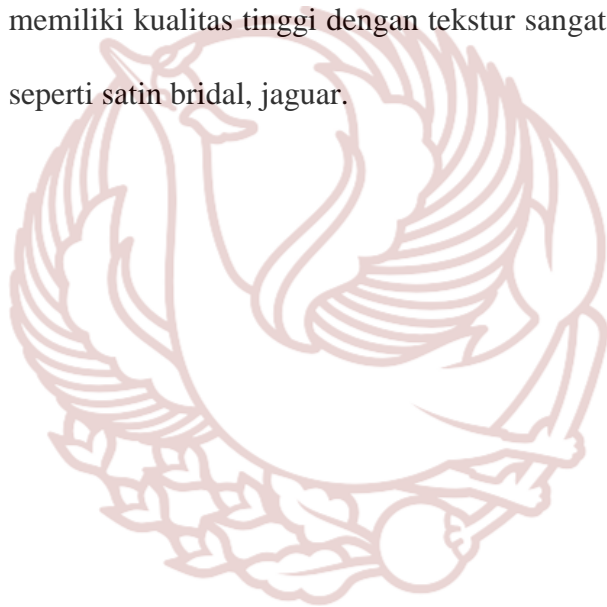 memiliki kualitas tinggi dengan tekstur sangat
seperti satin bridal, jaguar.